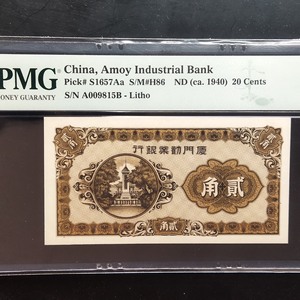 PMG
MONEY GUARANTY
China, Amoy Industrial Bank
Pick# S1657Aa S/M#H86 ND (ca. 1940) 20 Cents
S/N A009815B - Litho
行銀業勸門廈
角 貳